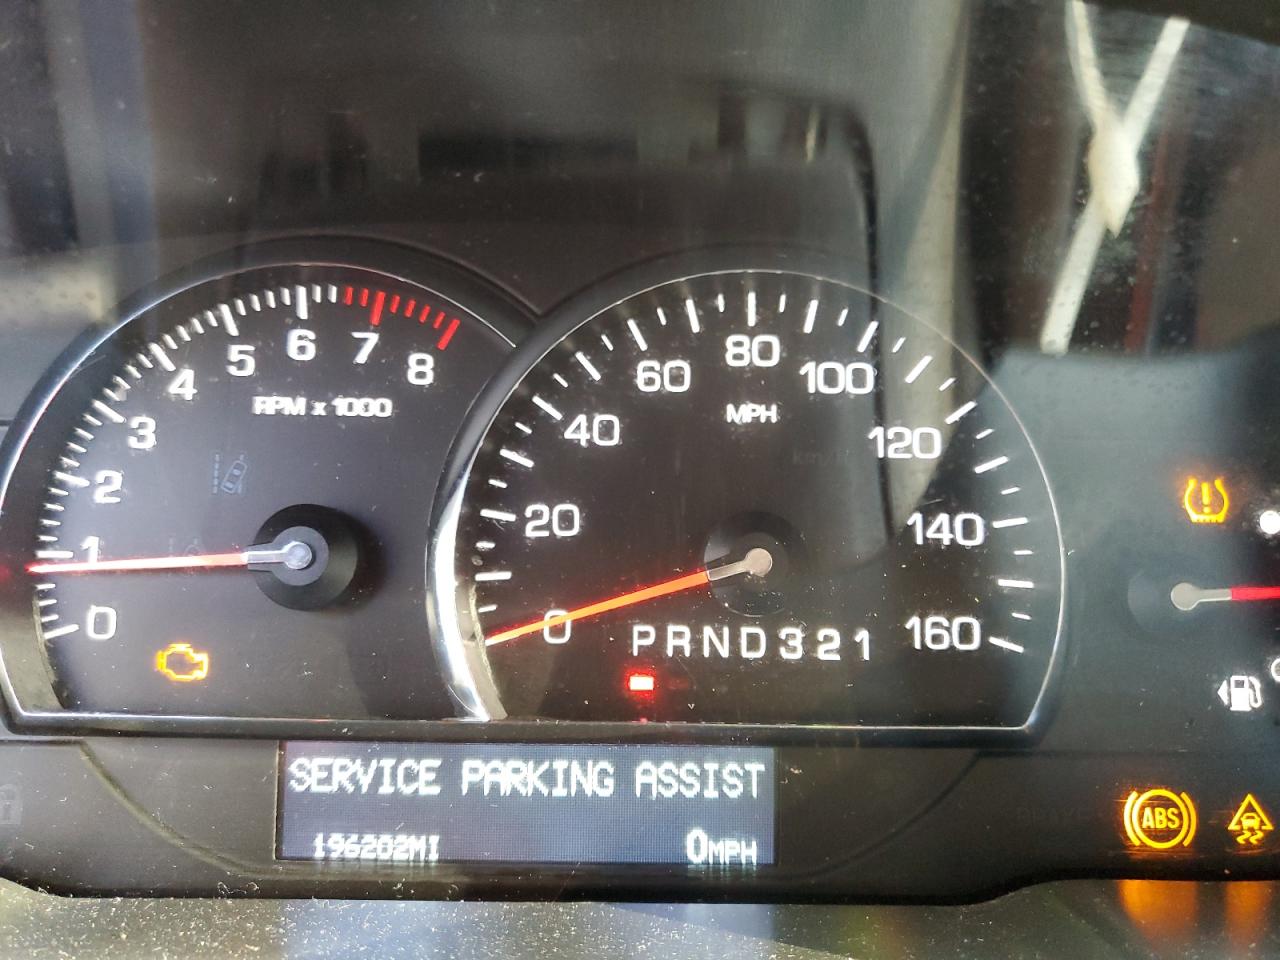 0 1 2 3 4 5 6 7 8
RPM x 1000
0 20 40 60 80 100 120 140 160
MPH
km/h
PRND321
ABS
SERVICE PARKING ASSIST
196202MI 0MPH